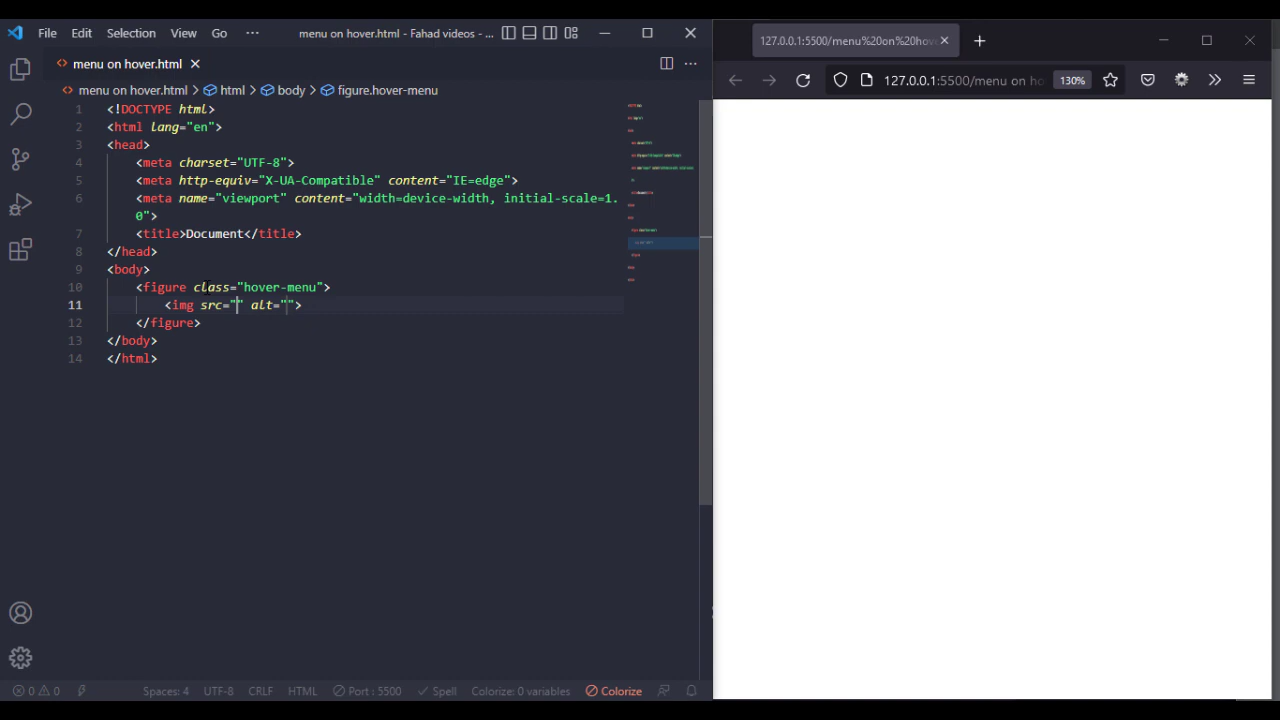 File Edit Selection View Go ··· menu on hover.html - Fahad videos - ...
menu on hover.html
menu on hover.html > html > body > figure.hover-menu
1 <!DOCTYPE html>
2 <html lang="en">
3 <head>
4 <meta charset="UTF-8">
5 <meta http-equiv="X-UA-Compatible" content="IE=edge">
6 <meta name="viewport" content="width=device-width, initial-scale=1.
0">
7 <title>Document</title>
8 </head>
9 <body>
10 <figure class="hover-menu">
11 <img src="" alt="">
12 </figure>
13 </body>
14 </html>
0 0 Spaces: 4 UTF-8 CRLF HTML Port : 5500 Spell Colorize: 0 variables Colorize
127.0.0.1:5500/menu%20on%20hove
127.0.0.1:5500/menu on ho 130%